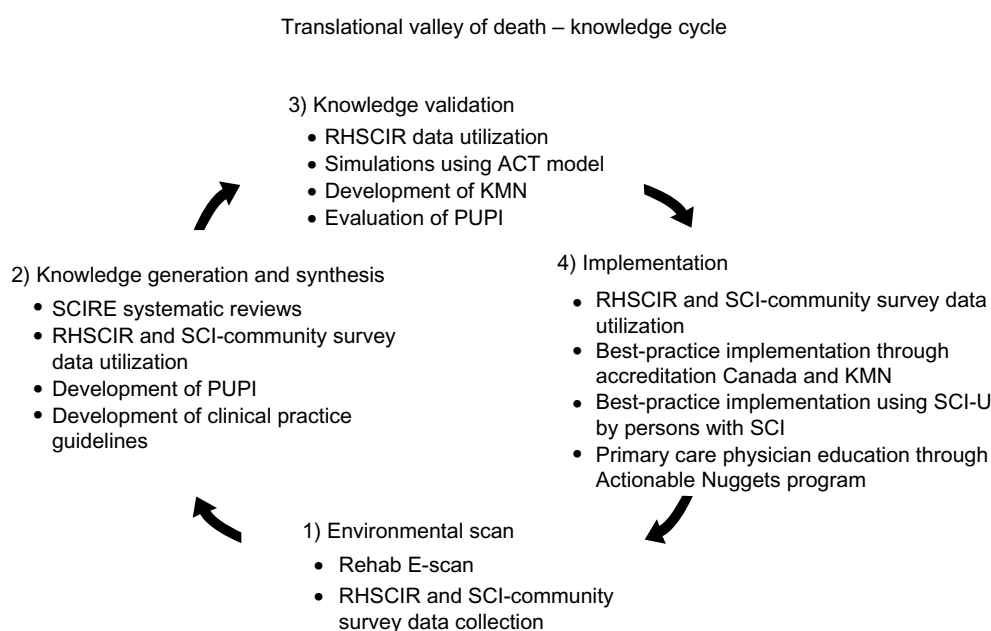 Translational valley of death – knowledge cycle
3) Knowledge validation
• RHSCIR data utilization
• Simulations using ACT model
• Development of KMN
• Evaluation of PUPI
2) Knowledge generation and synthesis
• SCIRE systematic reviews
• RHSCIR and SCI-community survey
data utilization
• Development of PUPI
• Development of clinical practice
guidelines
4) Implementation
• RHSCIR and SCI-community survey data
utilization
• Best-practice implementation through
accreditation Canada and KMN
• Best-practice implementation using SCI-U
by persons with SCI
• Primary care physician education through
Actionable Nuggets program
1) Environmental scan
• Rehab E-scan
• RHSCIR and SCI-community
survey data collection